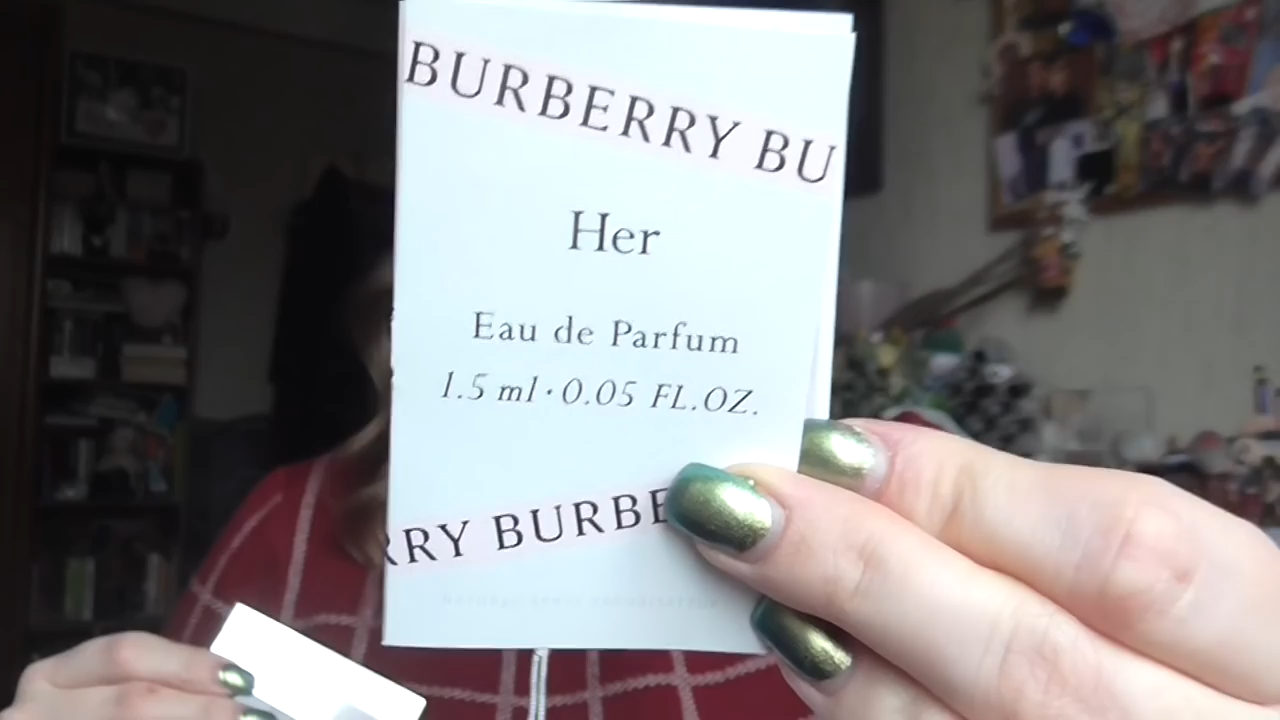 BURBERRY BU
Her
Eau de Parfum
1.5 ml · 0.05 FL.OZ.
RRY BURBE